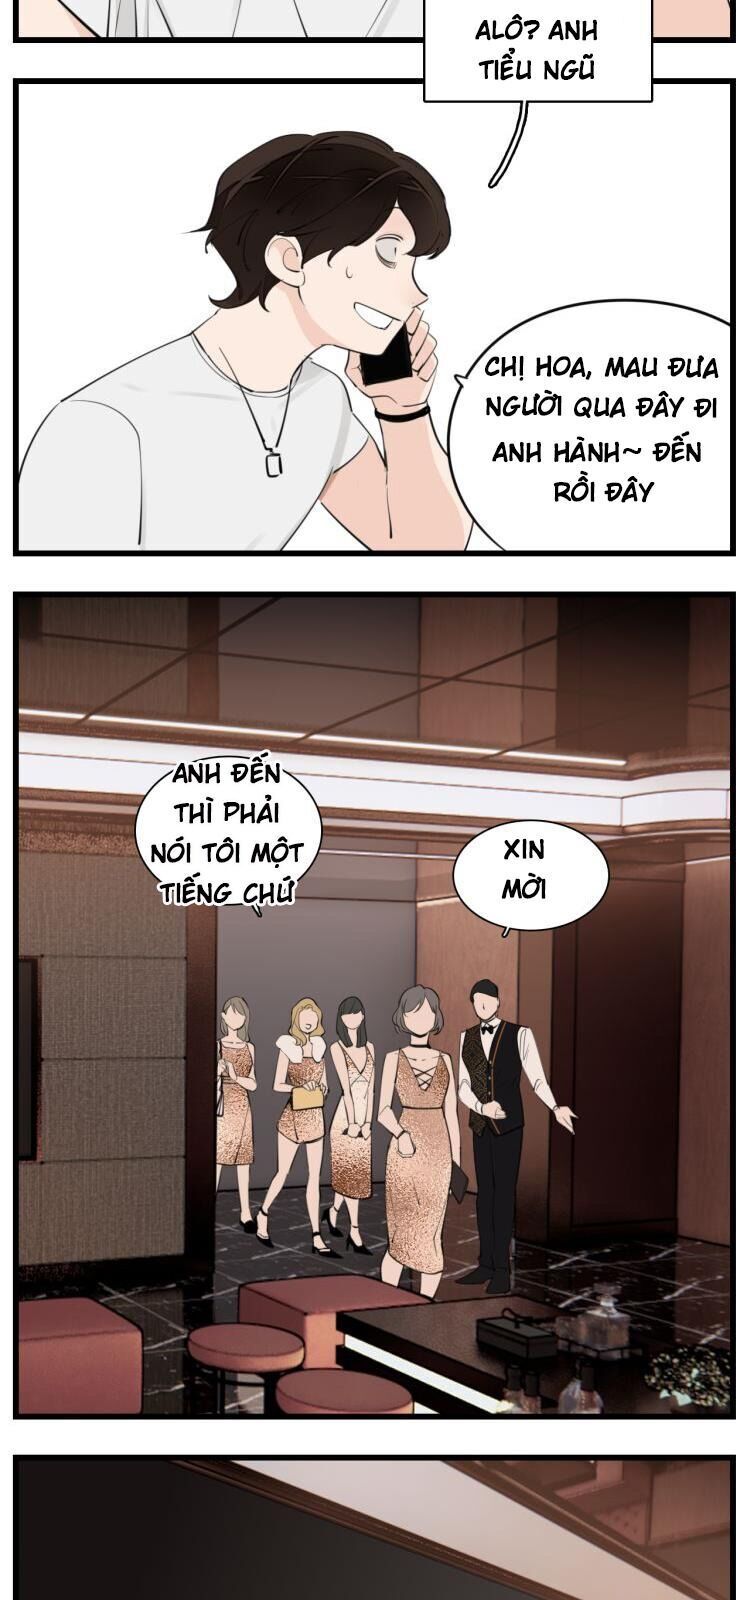 ALÔ? ANH
TIỂU NGŨ
CHỊ HOA, MAU ĐƯA
NGƯỜI QUA ĐÂY ĐI
ANH HÀNH~ ĐẾN
RỒI ĐÂY
ANH ĐẾN
THÌ PHẢI
NÓI TÔI MỘT
TIẾNG CHỨ
XIN
MỜI